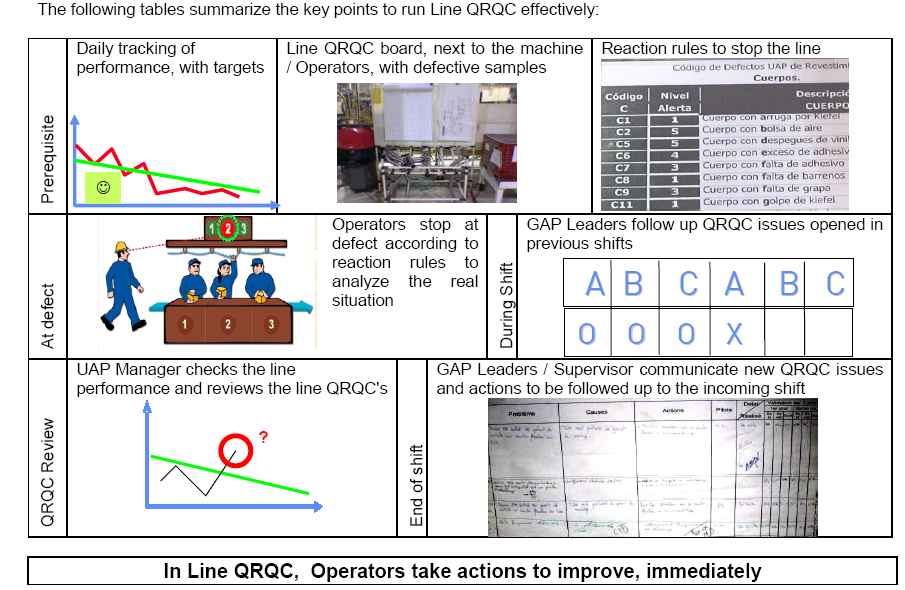 The following tables summarize the key points to run Line QRQC effectively:
Prerequisite
Daily tracking of
performance, with targets
Line QRQC board, next to the machine
/ Operators, with defective samples
Reaction rules to stop the line
Código de Defectos UAP de Revestim
Cuerpos.
Código Nivel Descripció
C Alerta CUERPO
C1 1 Cuerpo con arruga por Kiefel
C2 5 Cuerpo con bolsa de aire
C5 5 Cuerpo con despegues de vinil
C6 4 Cuerpo con exceso de adhesiv
C7 3 Cuerpo con falta de adhesivo
C8 1 Cuerpo con falta de barrenos
C9 3 Cuerpo con falta de grapa
C11 1 Cuerpo con golpe de kiefel
At defect
1 2 3
1 2 3
Operators stop at
defect according to
reaction rules to
analyze the real
situation
During Shift
GAP Leaders follow up QRQC issues opened in
previous shifts
A B C A B C
O O O X
QRQC Review
UAP Manager checks the line
performance and reviews the line QRQC's
?
End of shift
GAP Leaders / Supervisor communicate new QRQC issues
and actions to be followed up to the incoming shift
Problème Causes Actions Pilote Délai
Réalisé
In Line QRQC, Operators take actions to improve, immediately